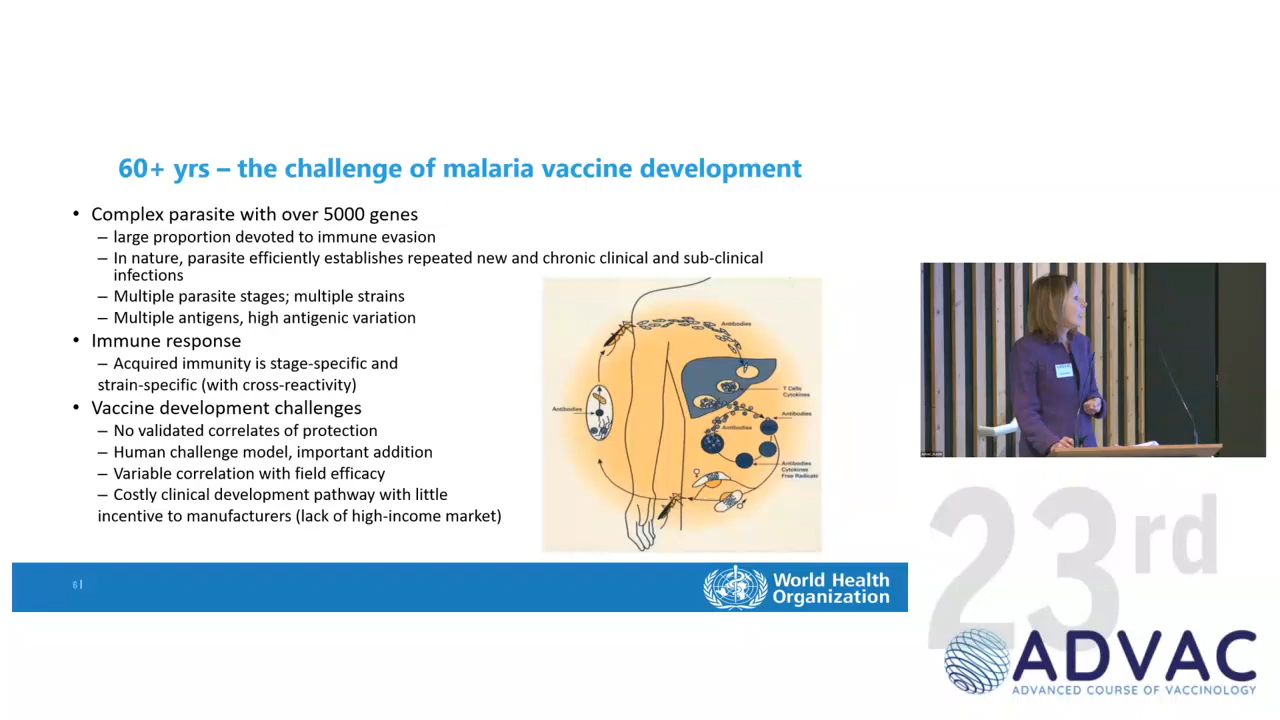 60+ yrs – the challenge of malaria vaccine development
• Complex parasite with over 5000 genes
– large proportion devoted to immune evasion
– In nature, parasite efficiently establishes repeated new and chronic clinical and sub-clinical
infections
– Multiple parasite stages; multiple strains
– Multiple antigens, high antigenic variation
• Immune response
– Acquired immunity is stage-specific and
strain-specific (with cross-reactivity)
• Vaccine development challenges
– No validated correlates of protection
– Human challenge model, important addition
– Variable correlation with field efficacy
– Costly clinical development pathway with little
incentive to manufacturers (lack of high-income market)
Antibodies
T Cells
Cytokines
Antibodies
Antibodies
Antibodies
Antibodies
Cytokines
Free Radicals
6 |
World Health
Organization
23rd
ADVAC
ADVANCED COURSE OF VACCINOLOGY